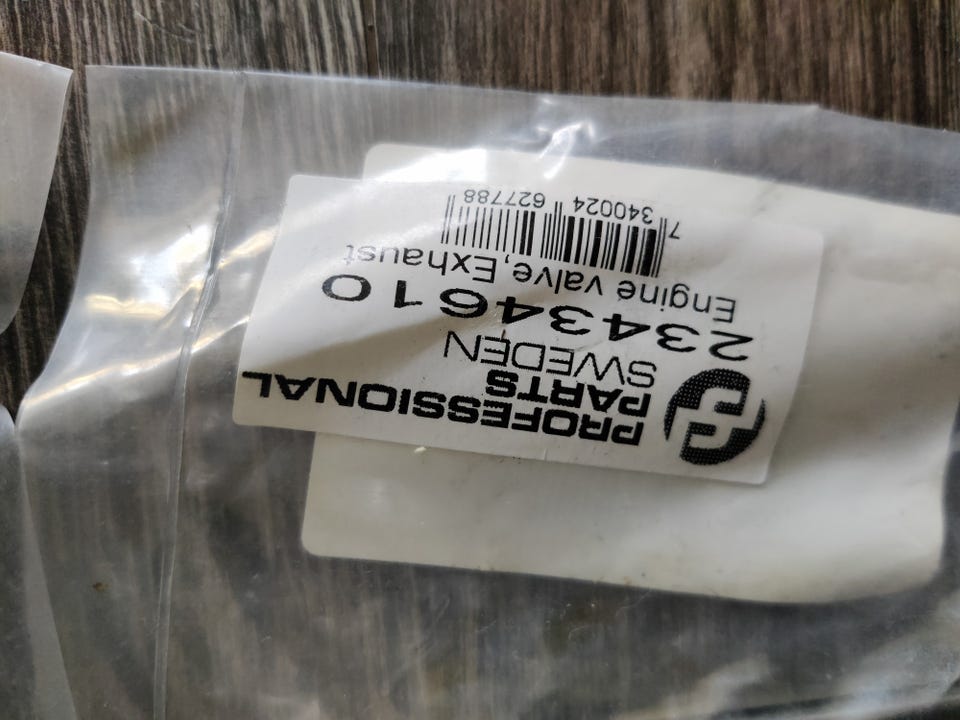 PROFESSIONAL
PARTS
SWEDEN
23434610
Engine valve, Exhaust
7 340024 627788